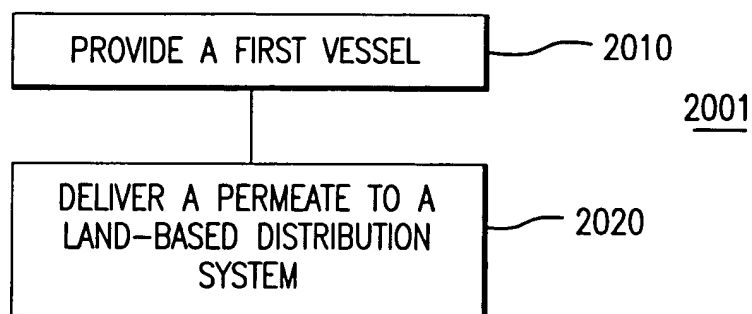 PROVIDE A FIRST VESSEL
2010
2001
DELIVER A PERMEATE TO A
LAND-BASED DISTRIBUTION
SYSTEM
2020